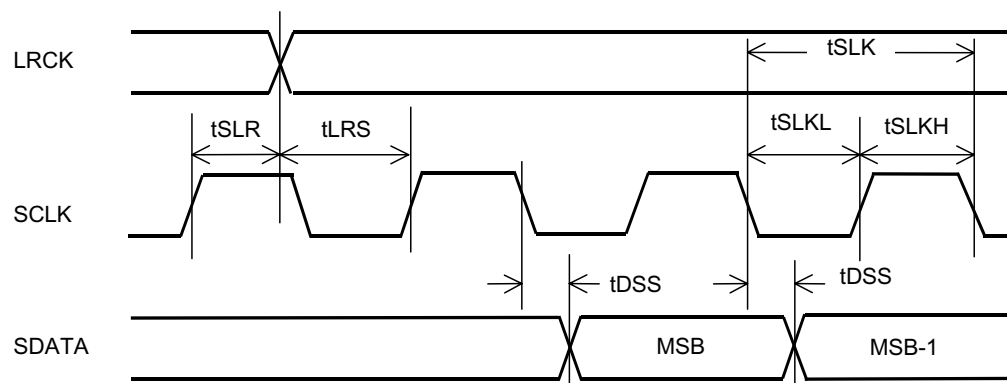 LRCK
tSLK
tSLR
tLRS
tSLKL
tSLKH
SCLK
tDSS
tDSS
SDATA
MSB
MSB-1